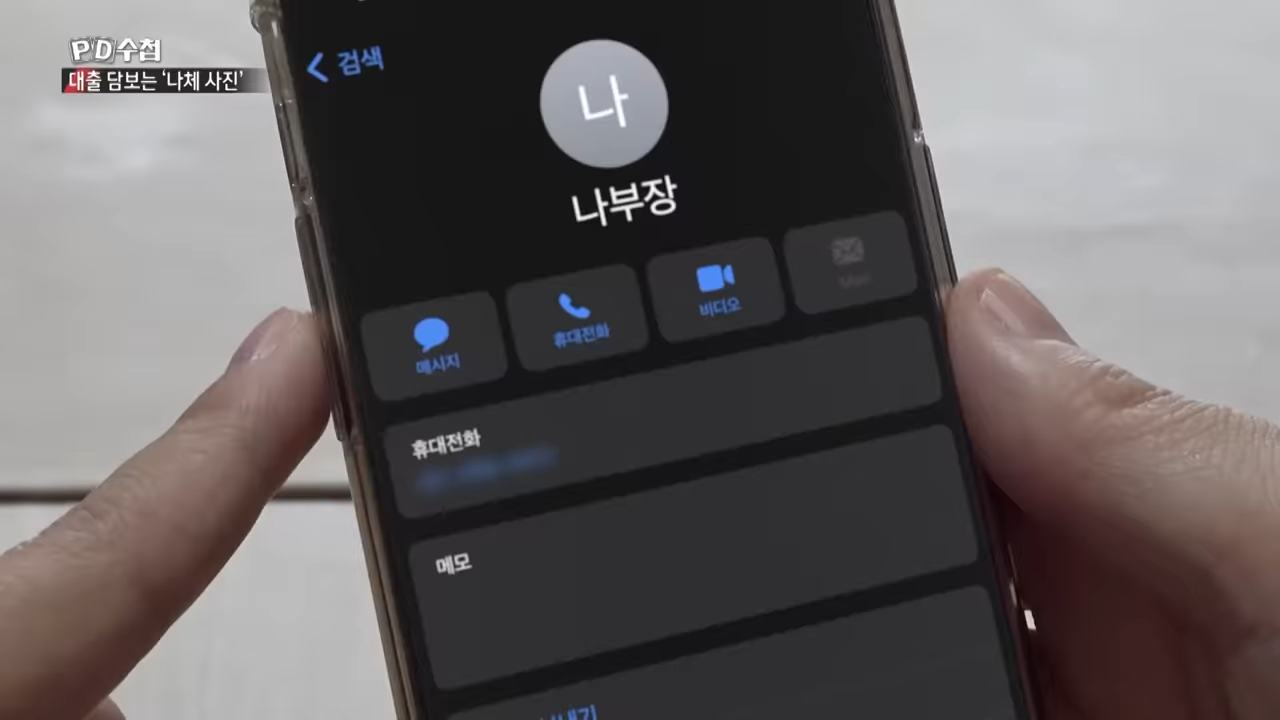 PD수첩
대출 담보는 ‘나체 사진’
검색
나
나부장
메시지
휴대전화
비디오
Mail
휴대전화
메모